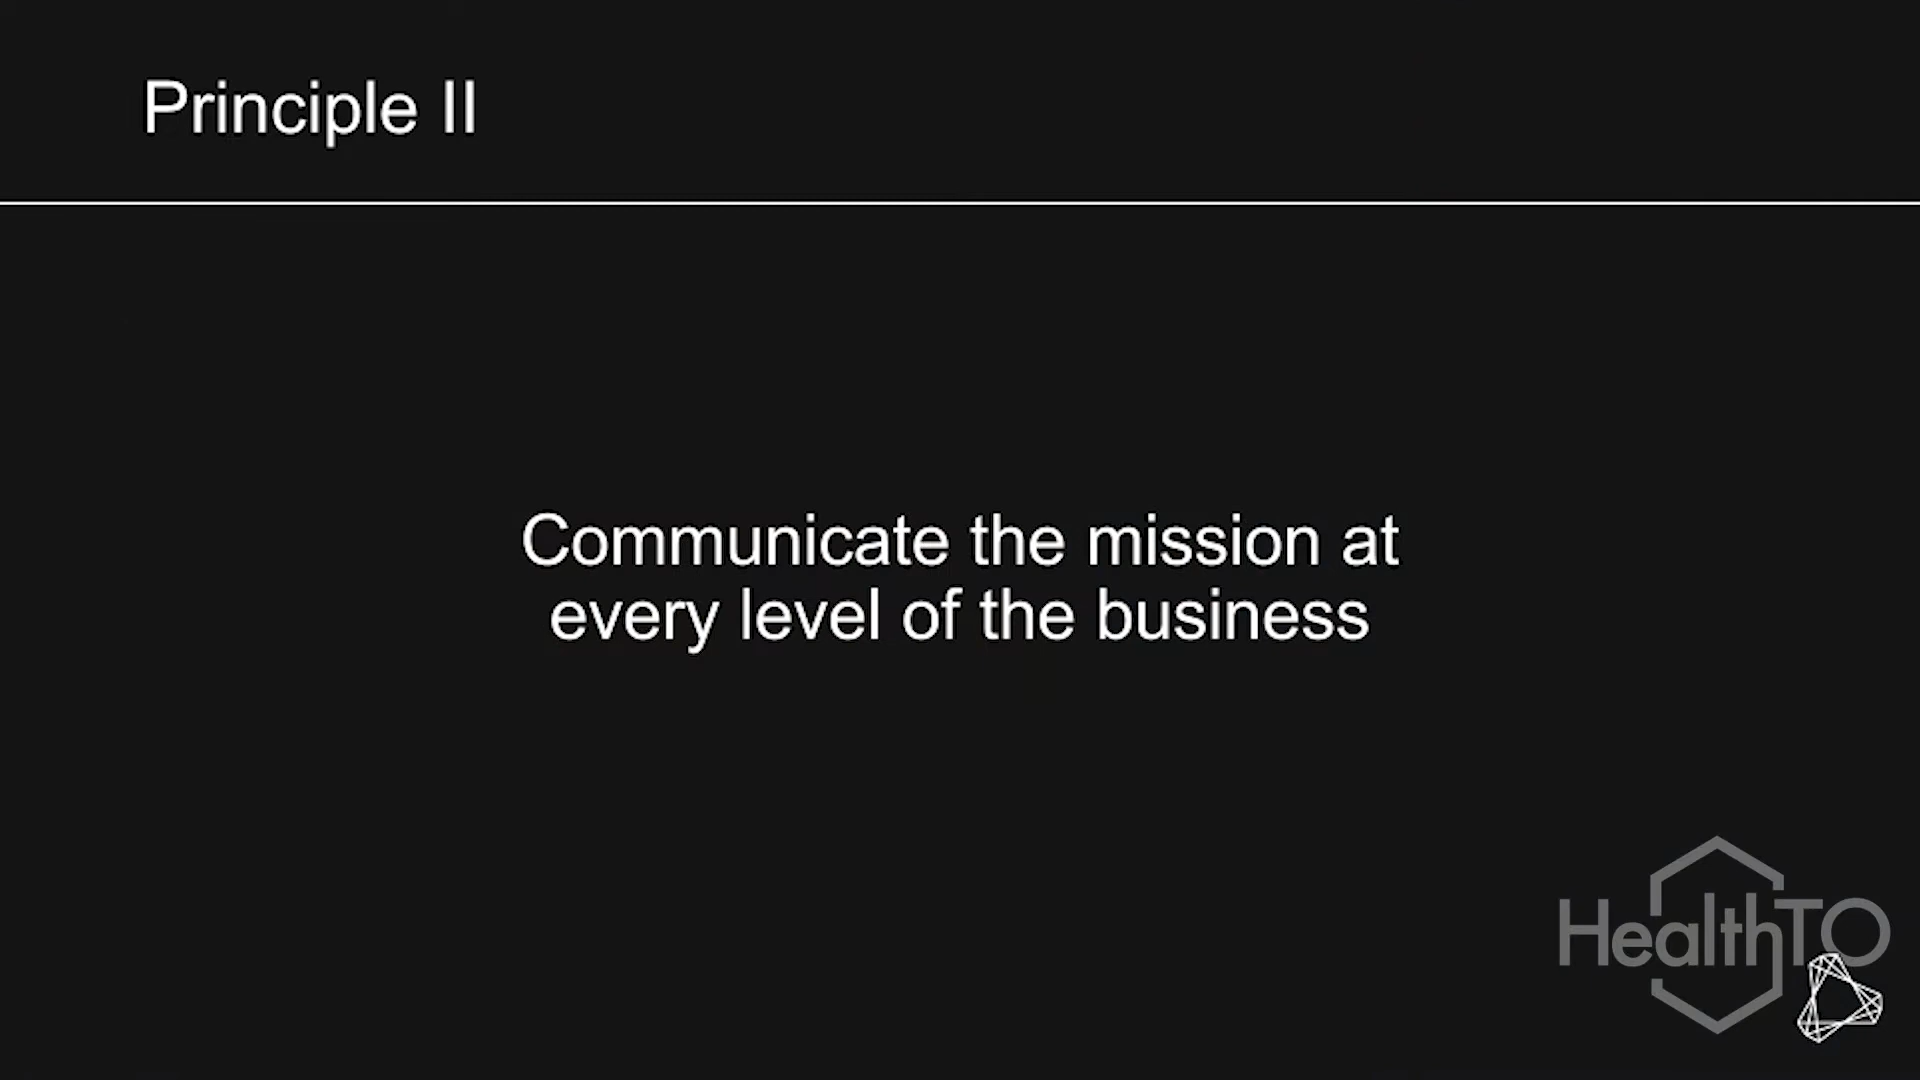 Principle II
Communicate the mission at
every level of the business
HealthTO